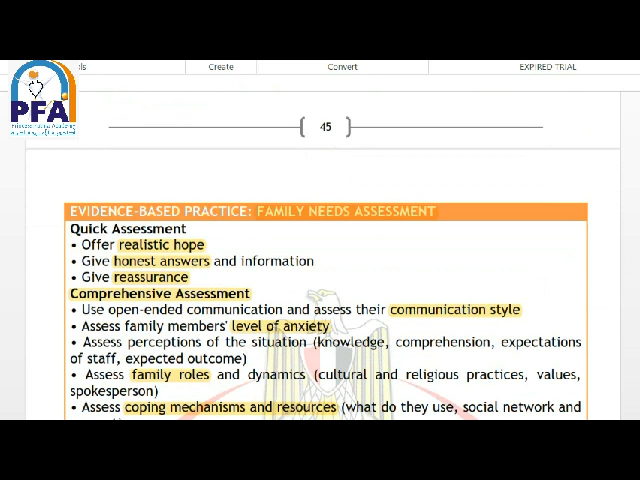 ols
Create
Convert
EXPIRED TRIAL
PFA
45
EVIDENCE-BASED PRACTICE: FAMILY NEEDS ASSESSMENT
Quick Assessment
• Offer realistic hope
• Give honest answers and information
• Give reassurance
Comprehensive Assessment
• Use open-ended communication and assess their communication style
• Assess family members' level of anxiety
• Assess perceptions of the situation (knowledge, comprehension, expectations
of staff, expected outcome)
• Assess family roles and dynamics (cultural and religious practices, values,
spokesperson)
• Assess coping mechanisms and resources (what do they use, social network and